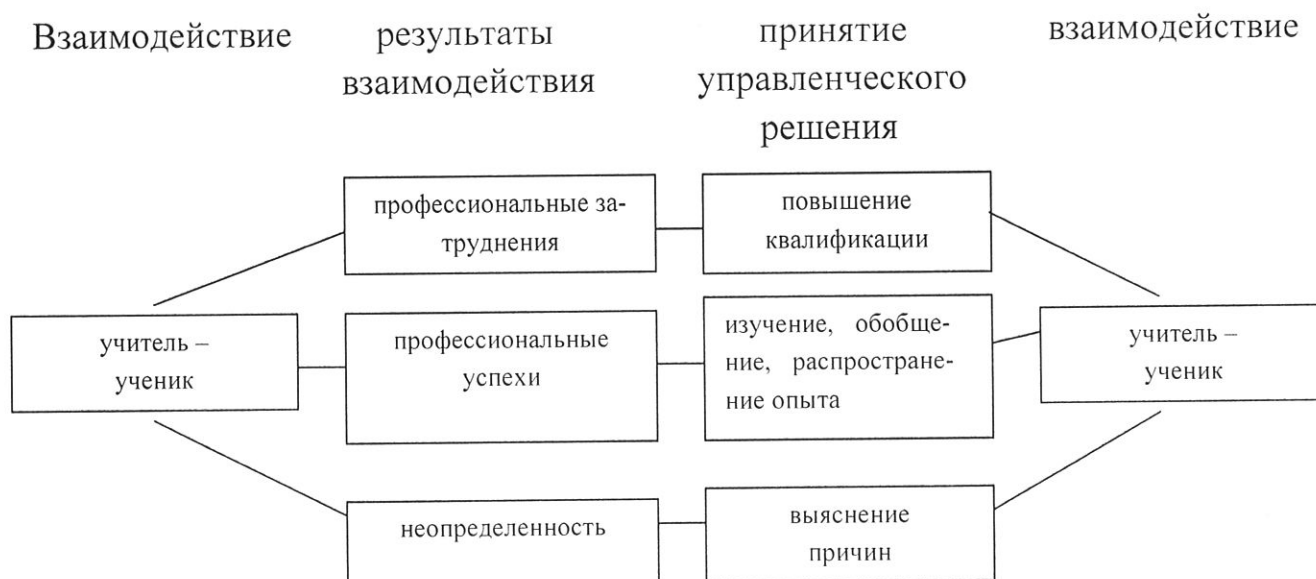 Взаимодействие
результаты
взаимодействия
принятие
управленческого
решения
взаимодействие
профессиональные за-
труднения
повышение
квалификации
учитель –
ученик
профессиональные
успехи
изучение, обобще-
ние, распростране-
ние опыта
учитель –
ученик
неопределенность
выяснение
причин